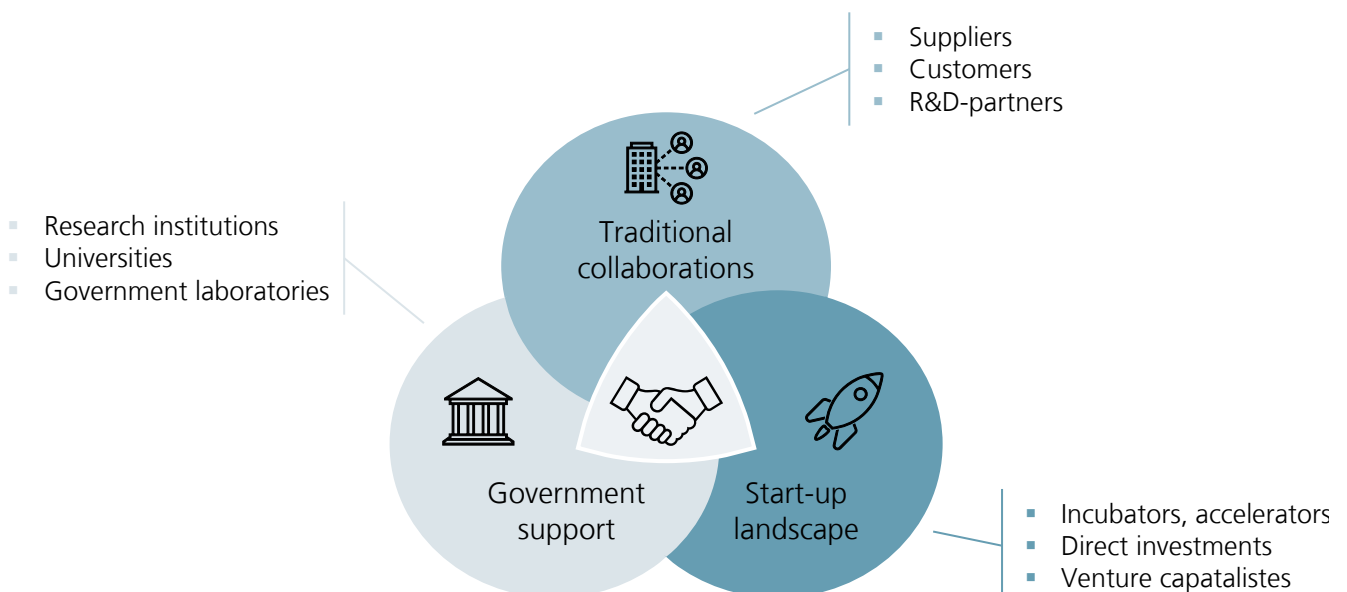 Suppliers
Customers
R&D-partners
Research institutions
Universities
Government laboratories
Traditional
collaborations
Government
support
Start-up
landscape
Incubators, accelerators
Direct investments
Venture capatalistes